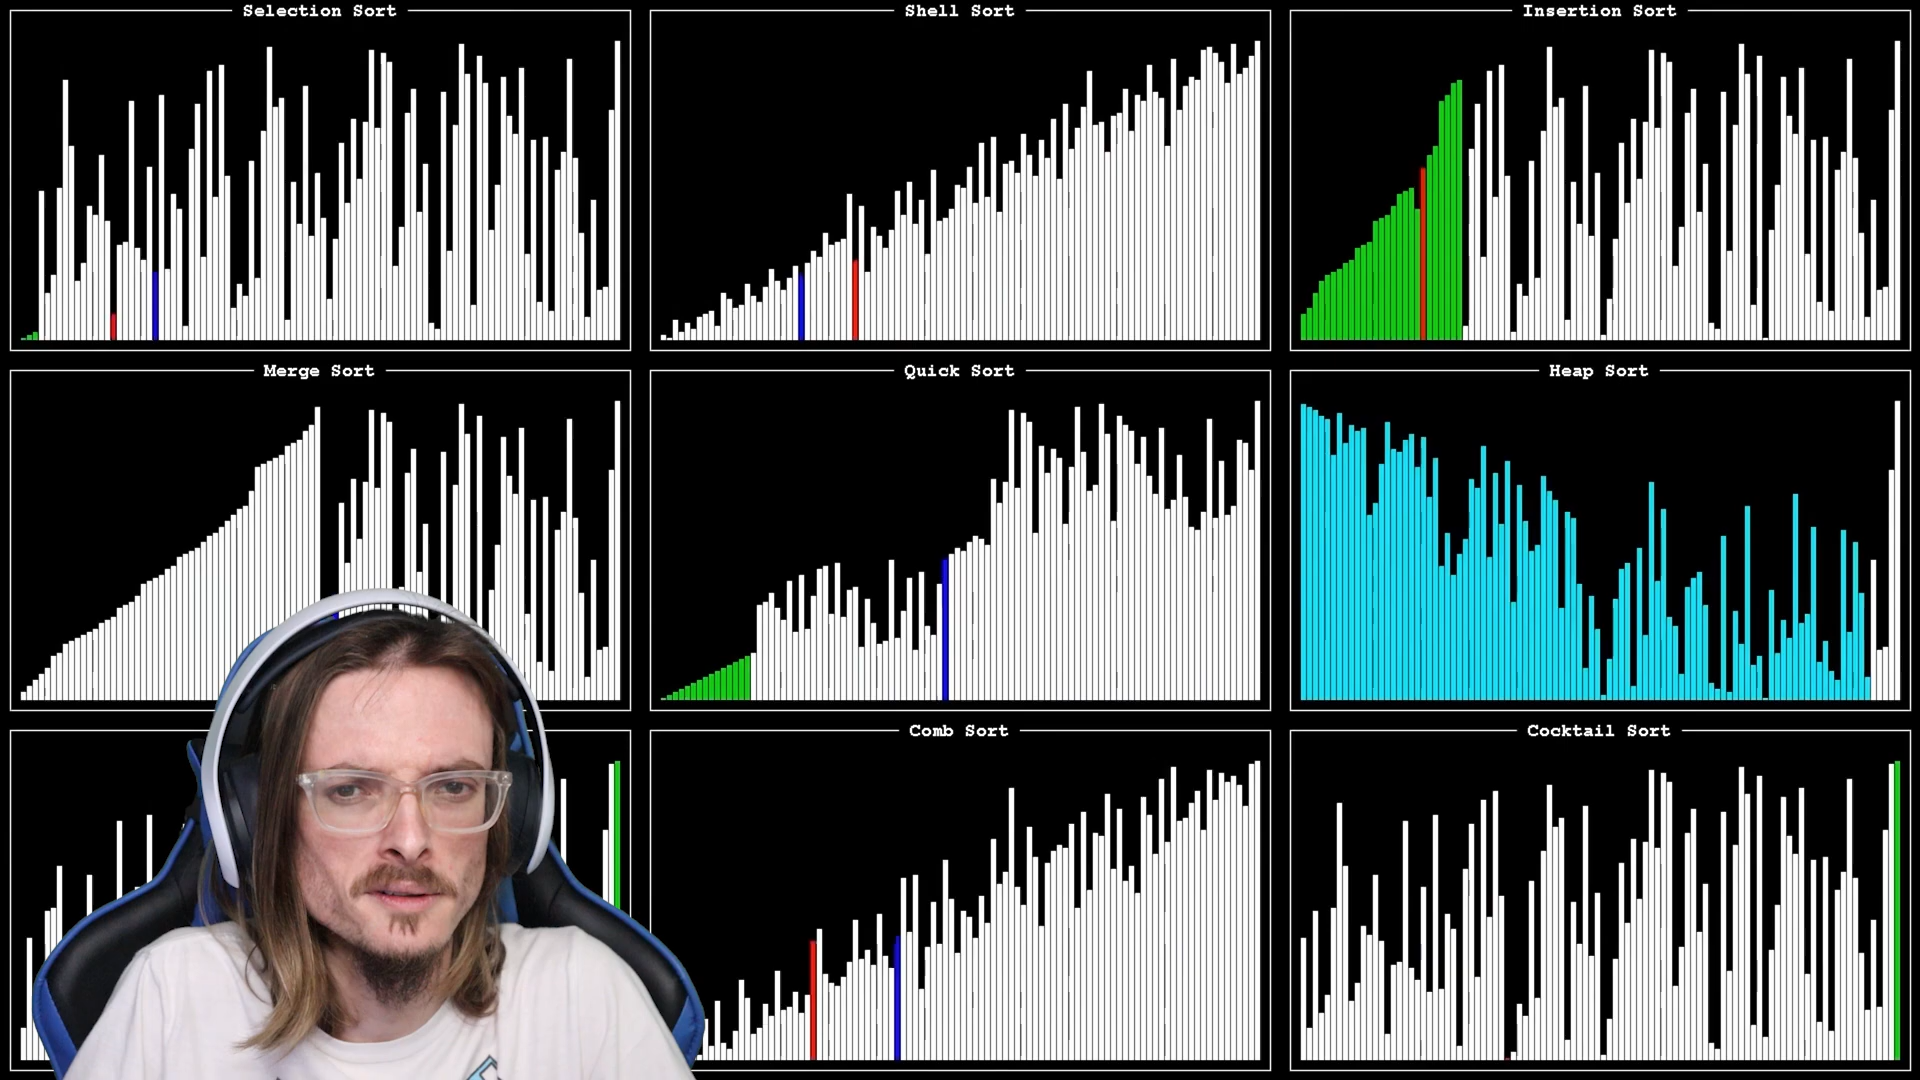 Selection Sort
Shell Sort
Insertion Sort
Merge Sort
Quick Sort
Heap Sort
Comb Sort
Cocktail Sort